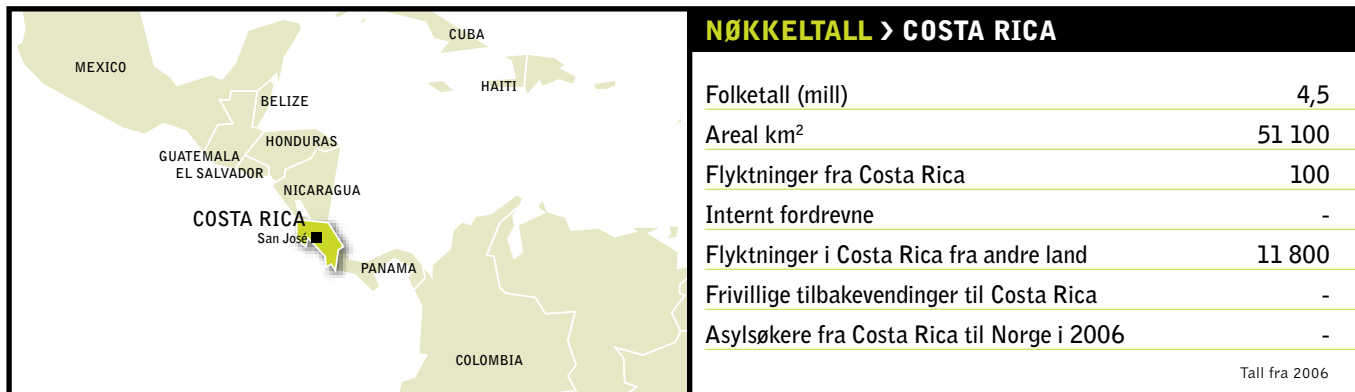 CUBA
MEXICO
HAITI
BELIZE
HONDURAS
GUATEMALA
EL SALVADOR
NICARAGUA
COSTA RICA
San José
PANAMA
COLOMBIA
NØKKELTALL > COSTA RICA
Folketall (mill) 4,5
Areal km² 51 100
Flyktninger fra Costa Rica 100
Internt fordrevne -
Flyktninger i Costa Rica fra andre land 11 800
Frivillige tilbakevendinger til Costa Rica -
Asylsøkere fra Costa Rica til Norge i 2006 -
Tall fra 2006